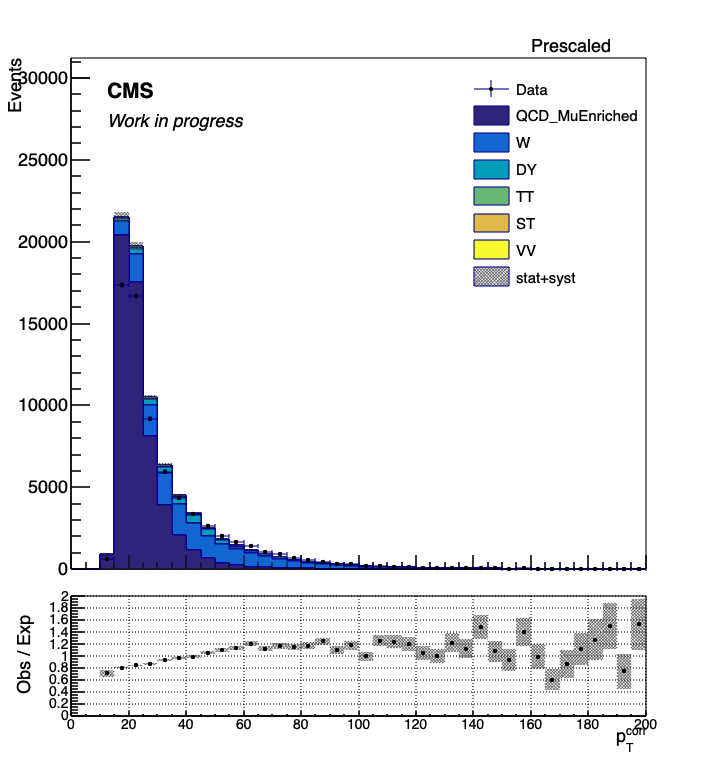 Prescaled
Events
30000
25000
20000
15000
10000
5000
0
CMS
Work in progress
Data
QCD_MuEnriched
W
DY
TT
ST
VV
stat+syst
Obs / Exp
2
1.8
1.6
1.4
1.2
1
0.8
0.6
0.4
0.2
0
0 20 40 60 80 100 120 140 160 180 200
p_T^corr